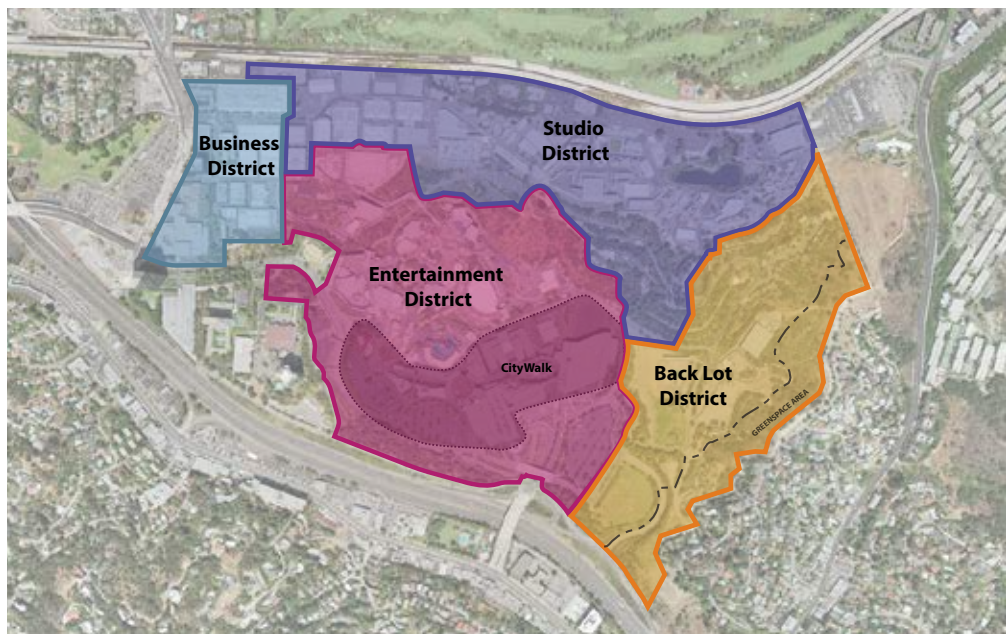 Business
District
Studio
District
Entertainment
District
CityWalk
Back Lot
District
GREENSPACE AREA